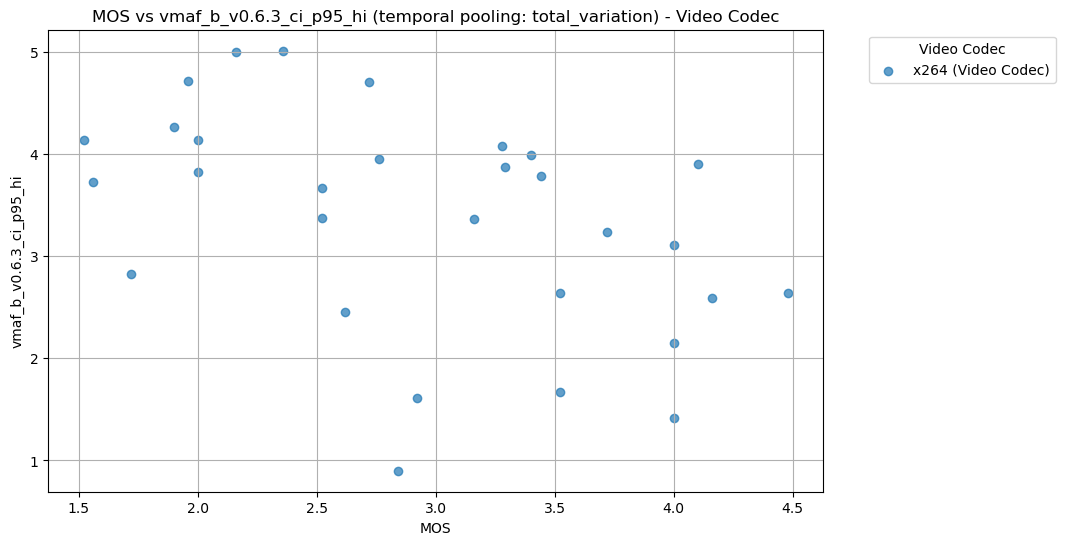 MOS vs vmaf_b_v0.6.3_ci_p95_hi (temporal pooling: total_variation) - Video Codec
Video Codec
x264 (Video Codec)
vmaf_b_v0.6.3_ci_p95_hi
5
4
3
2
1
1.5 2.0 2.5 3.0 3.5 4.0 4.5
MOS